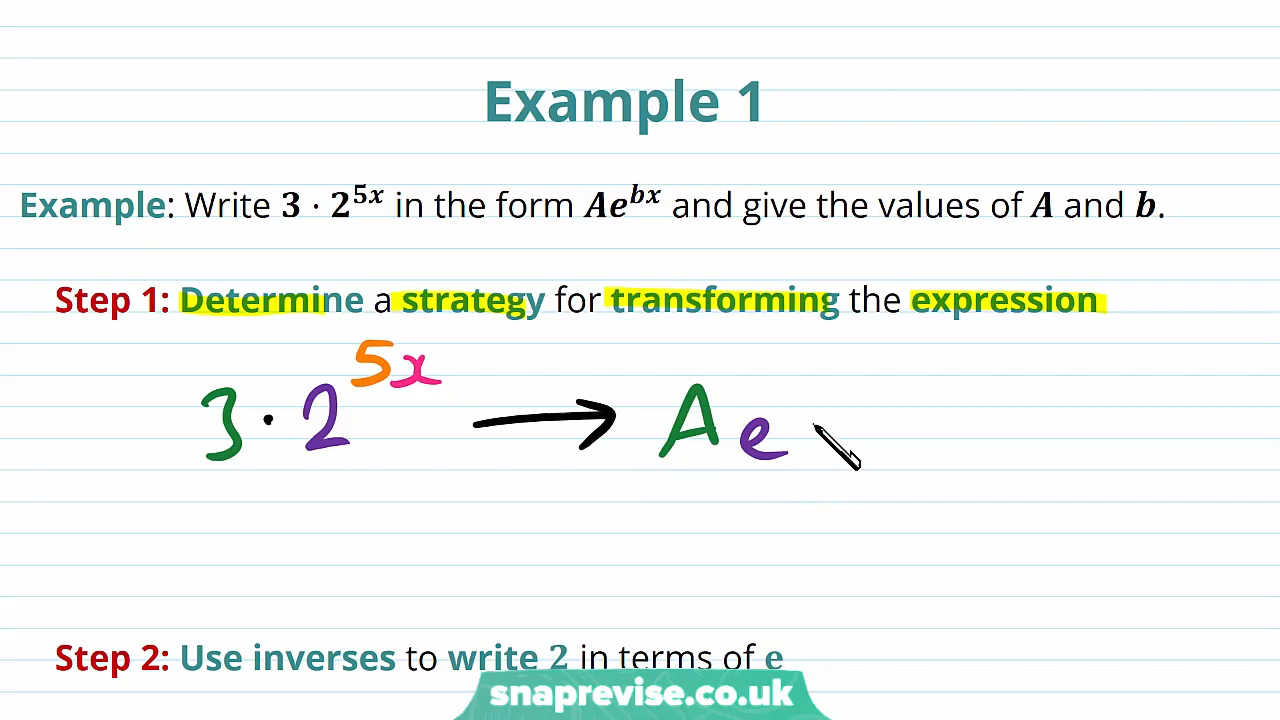 Example 1
Example: Write 3 · 2^{5x} in the form Ae^{bx} and give the values of A and b.
Step 1: Determine a strategy for transforming the expression
3 · 2^{5x} → A e
Step 2: Use inverses to write 2 in terms of e
snaprevise.co.uk